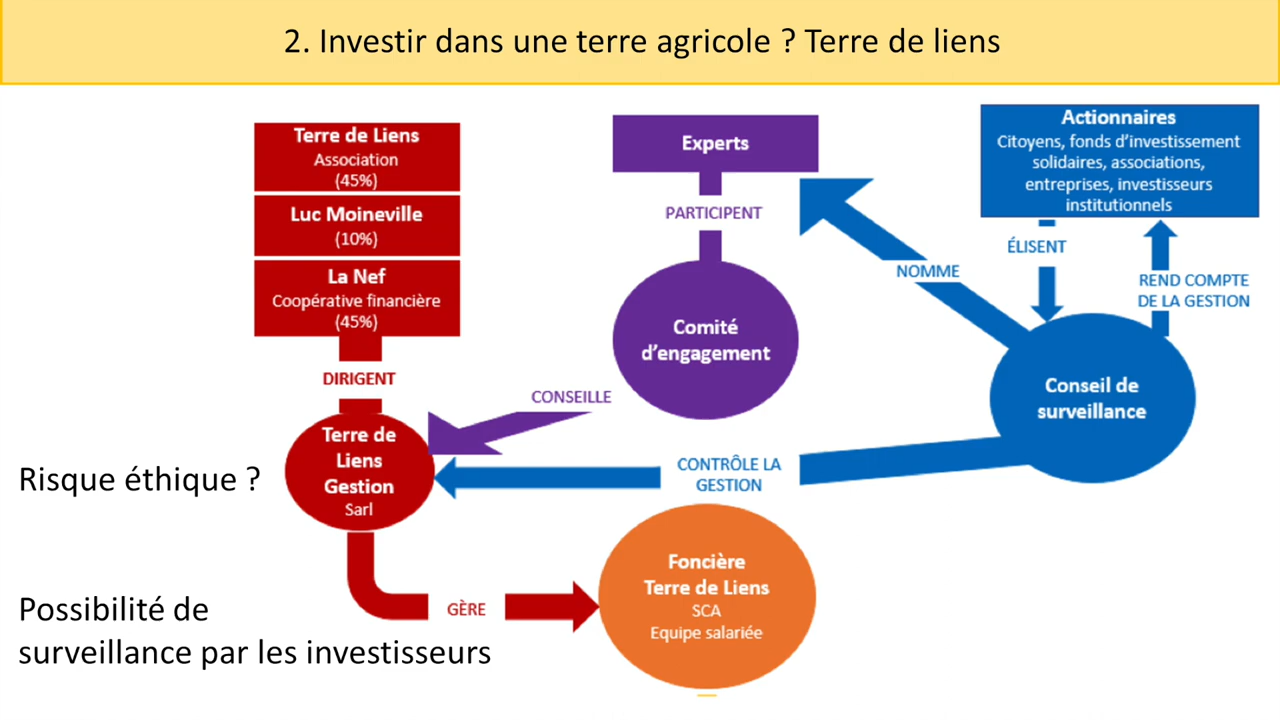 2. Investir dans une terre agricole ? Terre de liens
Terre de Liens
Association
(45%)
Luc Moineville
(10%)
La Nef
Coopérative financière
(45%)
DIRIGENT
Terre de
Liens
Gestion
Sarl
GÈRE
Experts
PARTICIPENT
Comité
d'engagement
CONSEILLE
Actionnaires
Citoyens, fonds d'investissement
solidaires, associations,
entreprises, investisseurs
institutionnels
ÉLISENT
REND COMPTE
DE LA GESTION
NOMME
Conseil de
surveillance
CONTRÔLE LA
GESTION
Foncière
Terre de Liens
SCA
Equipe salariée
Risque éthique ?
Possibilité de
surveillance par les investisseurs